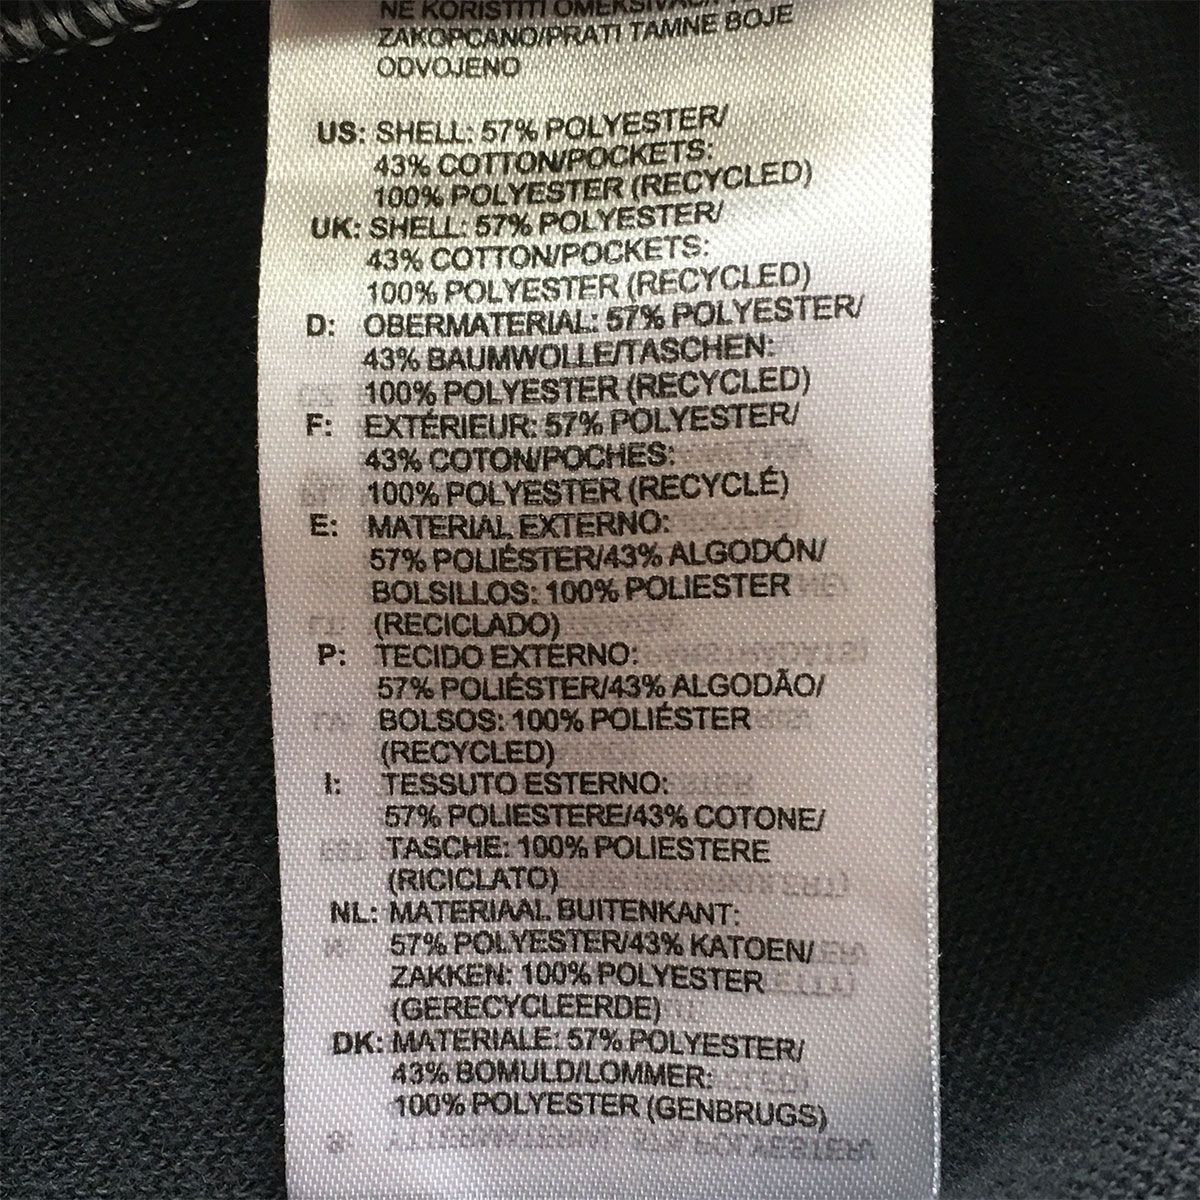 NE KORISTITI OMEKSIVAČ
ZAKOPCANO/PRATI TAMNE BOJE
ODVOJENO
US: SHELL: 57% POLYESTER/
43% COTTON/POCKETS:
100% POLYESTER (RECYCLED)
UK: SHELL: 57% POLYESTER/
43% COTTON/POCKETS:
100% POLYESTER (RECYCLED)
D: OBERMATERIAL: 57% POLYESTER/
43% BAUMWOLLE/TASCHEN:
100% POLYESTER (RECYCLED)
F: EXTÉRIEUR: 57% POLYESTER/
43% COTON/POCHES:
100% POLYESTER (RECYCLÉ)
E: MATERIAL EXTERNO:
57% POLIÉSTER/43% ALGODÓN/
BOLSILLOS: 100% POLIESTER
(RECICLADO)
P: TECIDO EXTERNO:
57% POLIÉSTER/43% ALGODÃO/
BOLSOS: 100% POLIÉSTER
(RECYCLED)
I: TESSUTO ESTERNO:
57% POLIESTERE/43% COTONE/
TASCHE: 100% POLIESTERE
(RICICLATO)
NL: MATERIAAL BUITENKANT:
57% POLYESTER/43% KATOEN/
ZAKKEN: 100% POLYESTER
(GERECYCLEERDE)
DK: MATERIALE: 57% POLYESTER/
43% BOMULD/LOMMER:
100% POLYESTER (GENBRUGS)